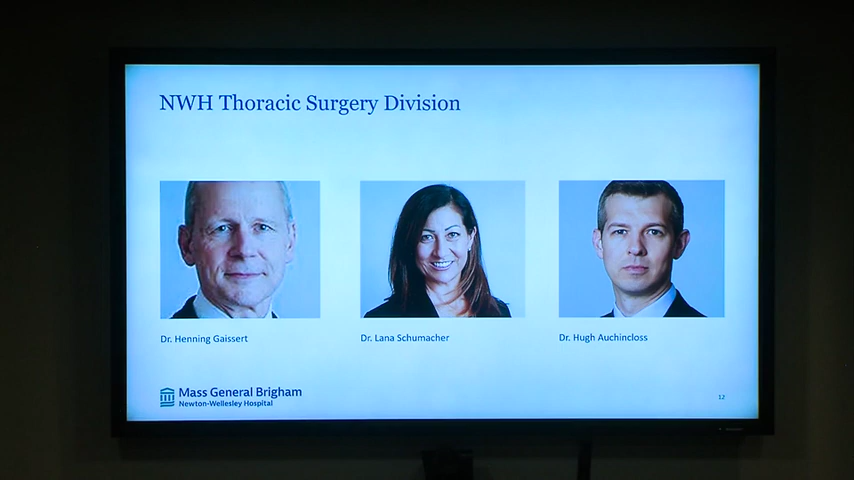 NWH Thoracic Surgery Division
Dr. Henning Gaissert
Dr. Lana Schumacher
Dr. Hugh Auchincloss
Mass General Brigham
Newton-Wellesley Hospital
12